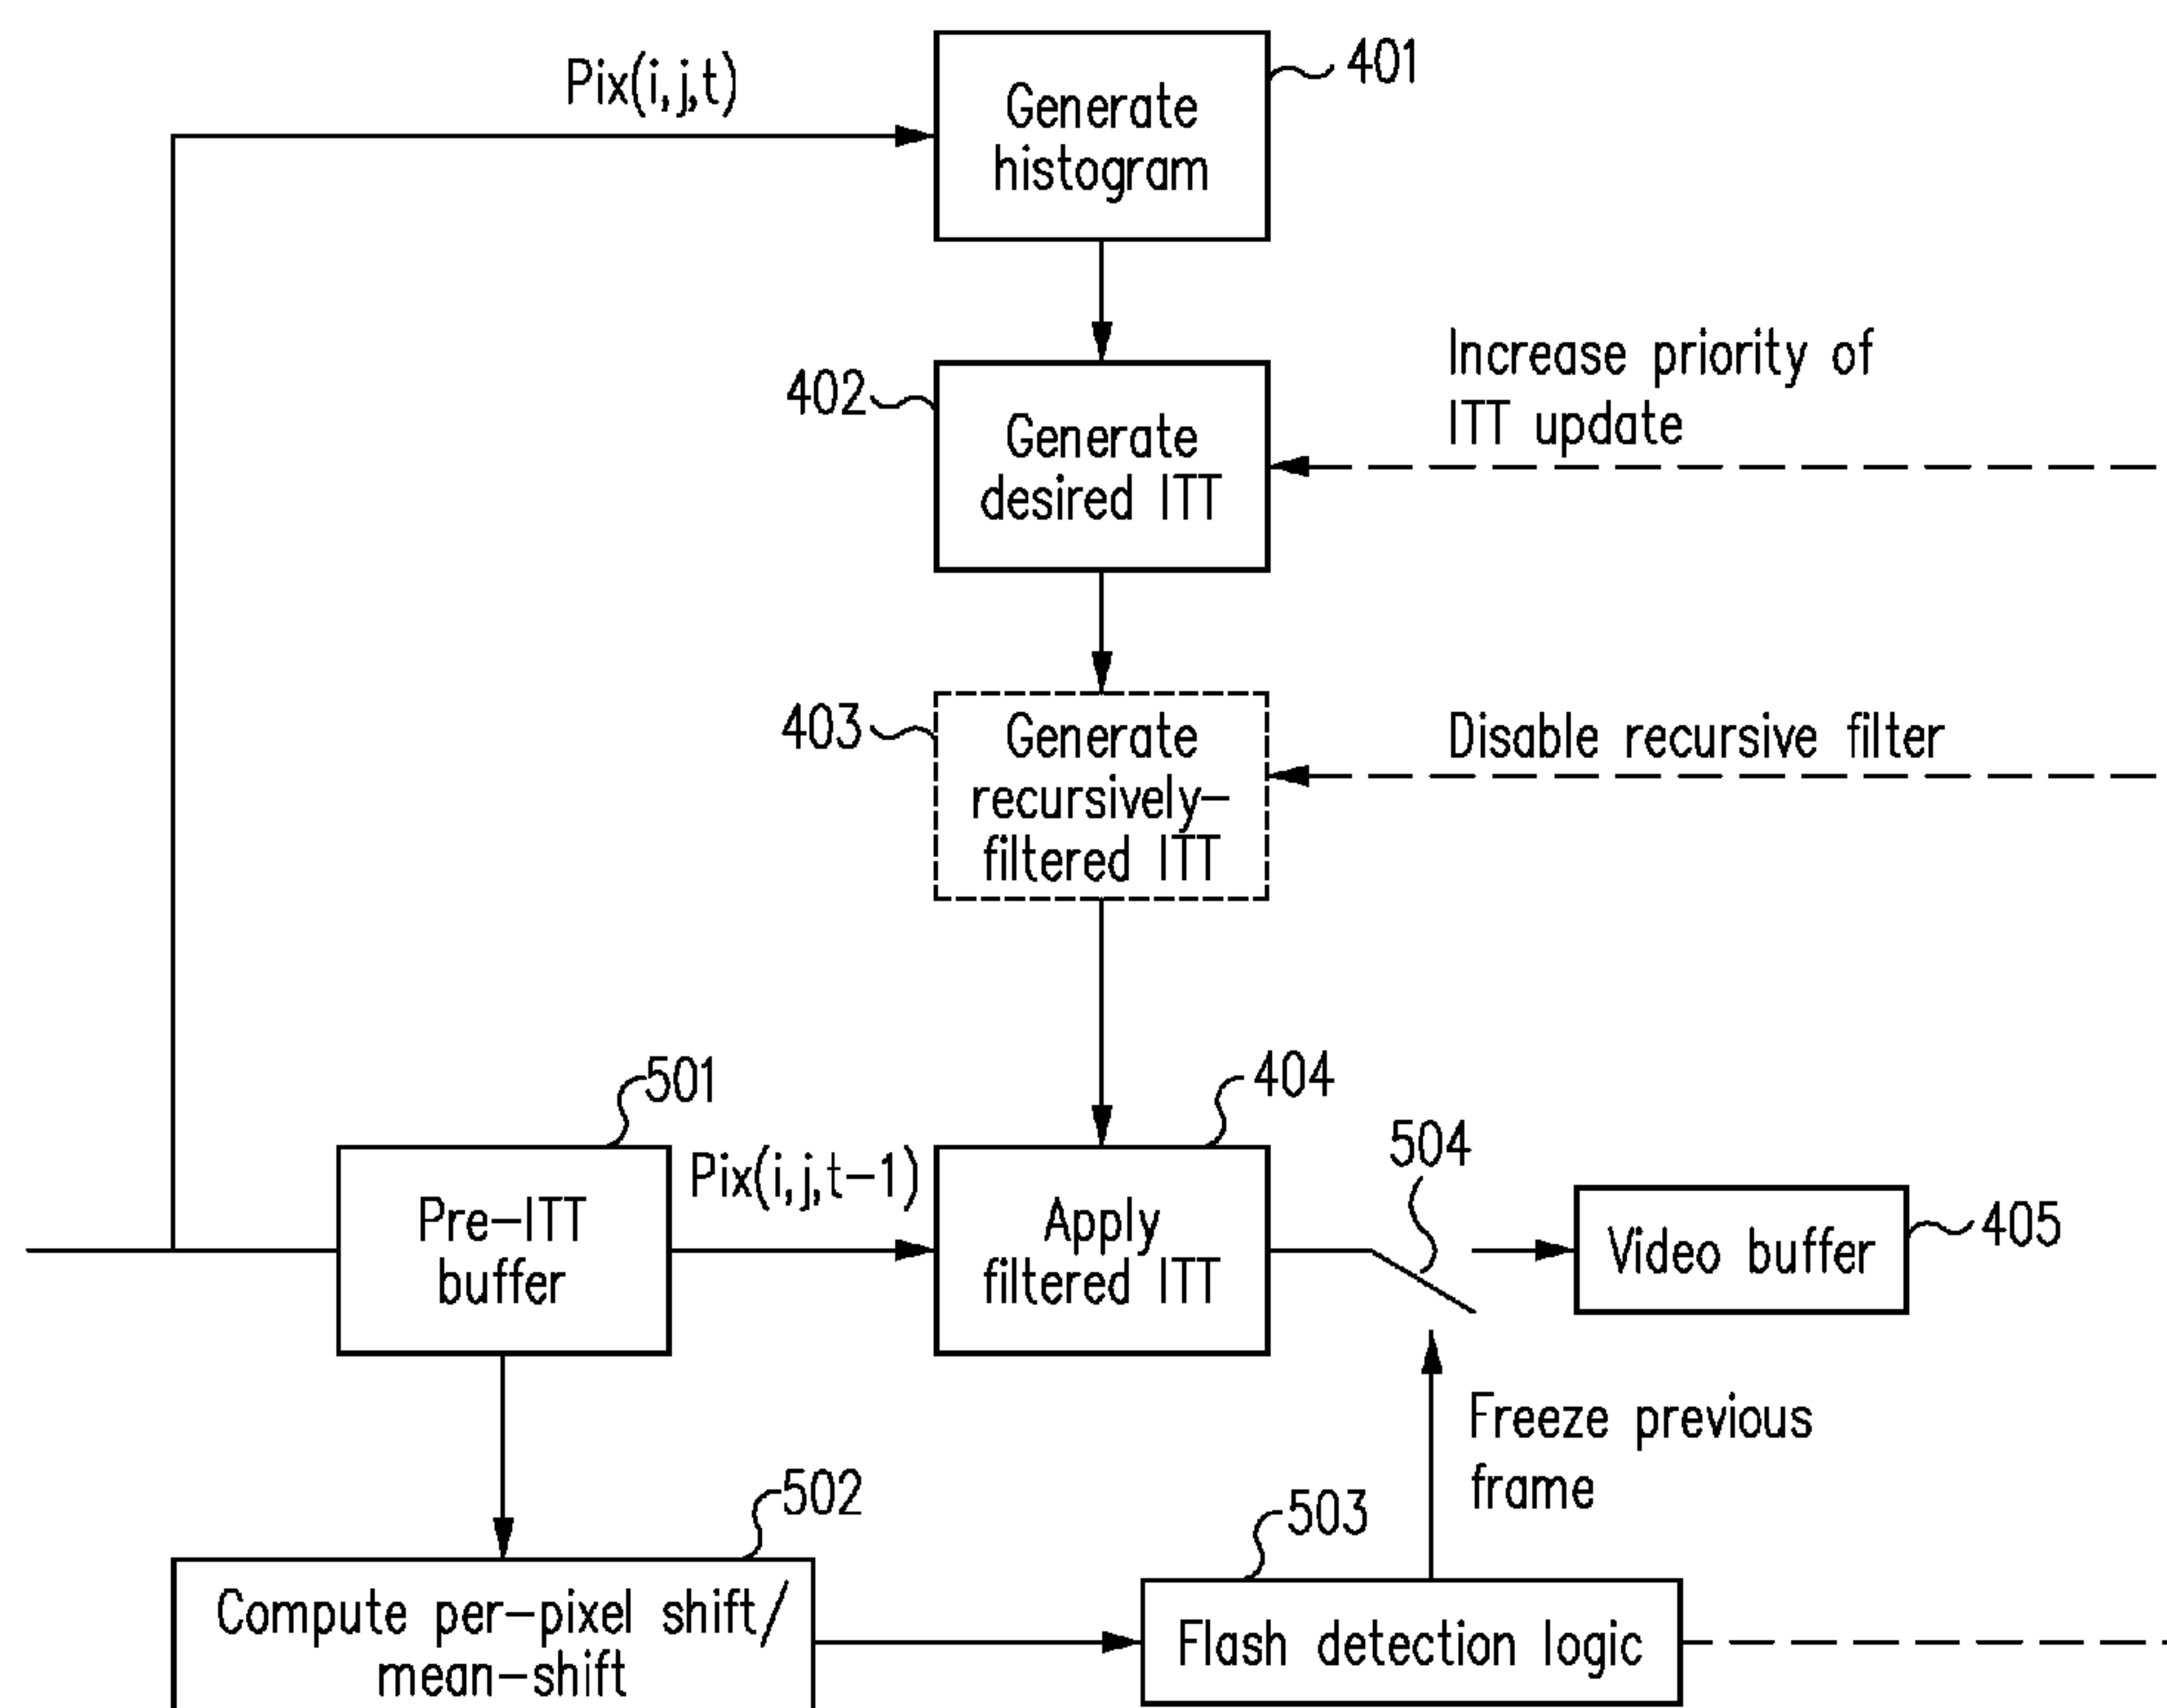 Pix(i,j,t)
401
Generate
histogram
402
Generate
desired ITT
Increase priority of
ITT update
403
Generate
recursively-
filtered ITT
Disable recursive filter
501
Pre-ITT
buffer
Pix(i,j,t-1)
404
Apply
filtered ITT
504
Video buffer
405
Freeze previous
frame
502
Compute per-pixel shift/
mean-shift
503
Flash detection logic